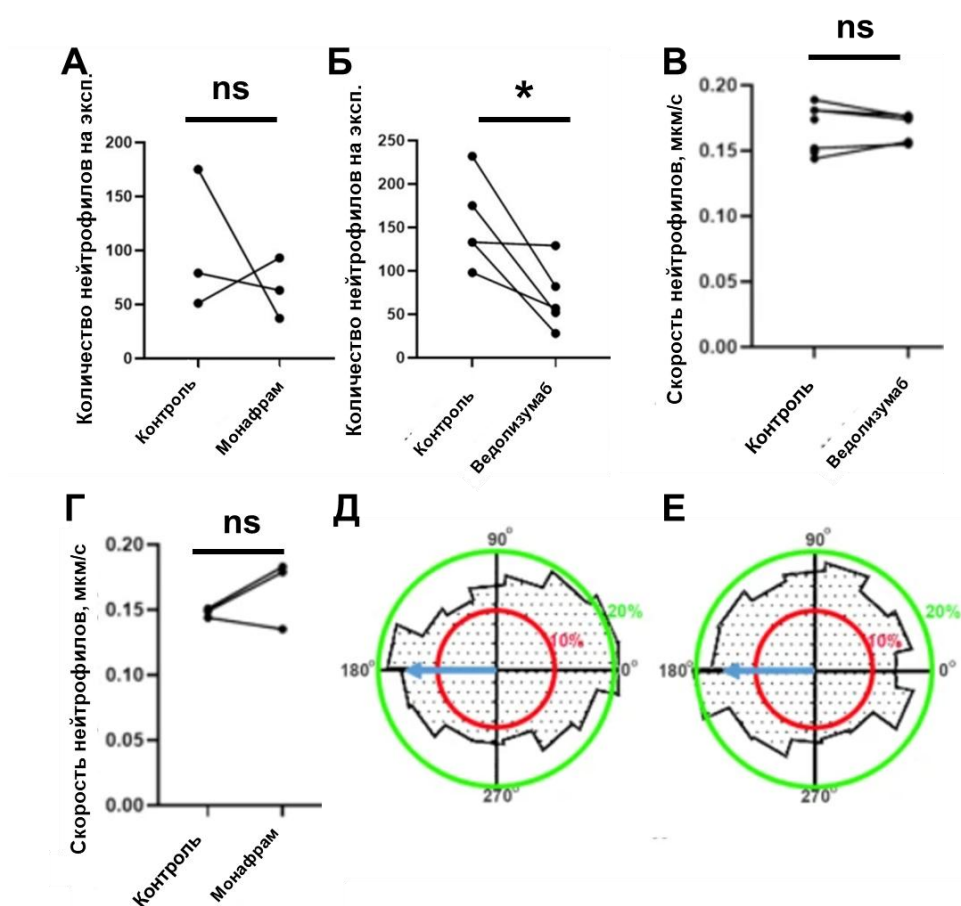 А
ns
Количество нейтрофилов на эксп.
200
150
100
50
0
Контроль
Монафрам
Б
*
Количество нейтрофилов на эксп.
250
200
150
100
50
0
Контроль
Ведолизумаб
В
ns
Скорость нейтрофилов, мкм/с
0.20
0.15
0.10
0.05
0.00
Контроль
Ведолизумаб
Г
ns
Скорость нейтрофилов, мкм/с
0.20
0.15
0.10
0.05
0.00
Контроль
Монафрам
Д
90°
20%
10%
180°
0°
270°
Е
90°
20%
10%
180°
0°
270°